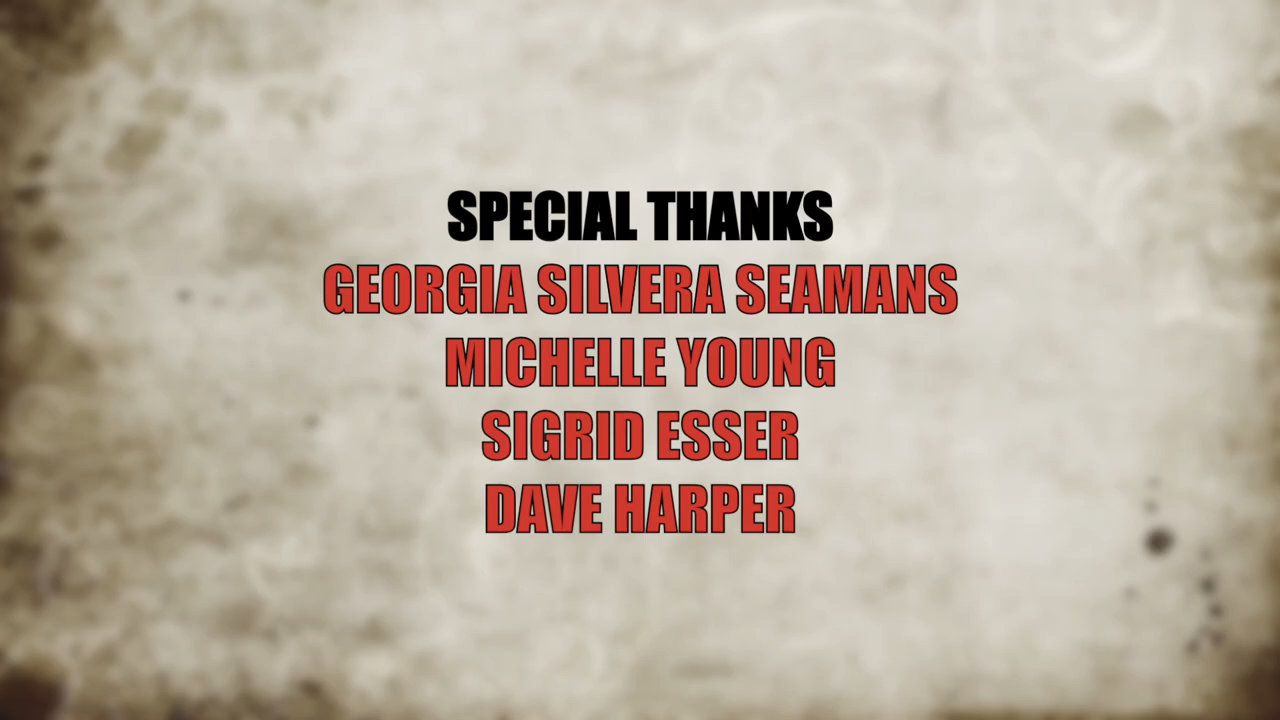 SPECIAL THANKS
GEORGIA SILVERA SEAMANS
MICHELLE YOUNG
SIGRID ESSER
DAVE HARPER